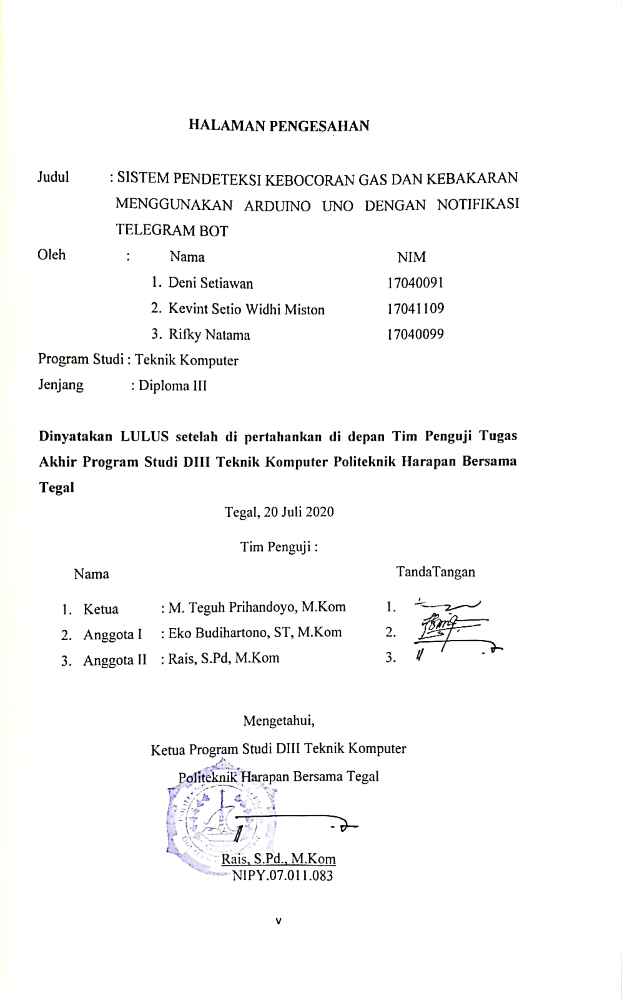 HALAMAN PENGESAHAN
Judul : SISTEM PENDETEKSI KEBOCORAN GAS DAN KEBAKARAN
MENGGUNAKAN ARDUINO UNO DENGAN NOTIFIKASI
TELEGRAM BOT
Oleh : Nama NIM
1. Deni Setiawan 17040091
2. Kevint Setio Widhi Miston 17041109
3. Rifky Natama 17040099
Program Studi : Teknik Komputer
Jenjang : Diploma III
Dinyatakan LULUS setelah di pertahankan di depan Tim Penguji Tugas
Akhir Program Studi DIII Teknik Komputer Politeknik Harapan Bersama
Tegal
Tegal, 20 Juli 2020
Tim Penguji :
Nama TandaTangan
1. Ketua : M. Teguh Prihandoyo, M.Kom 1.
2. Anggota I : Eko Budihartono, ST, M.Kom 2.
3. Anggota II : Rais, S.Pd, M.Kom 3.
Mengetahui,
Ketua Program Studi DIII Teknik Komputer
Politeknik Harapan Bersama Tegal
Rais, S.Pd., M.Kom
NIPY.07.011.083
v